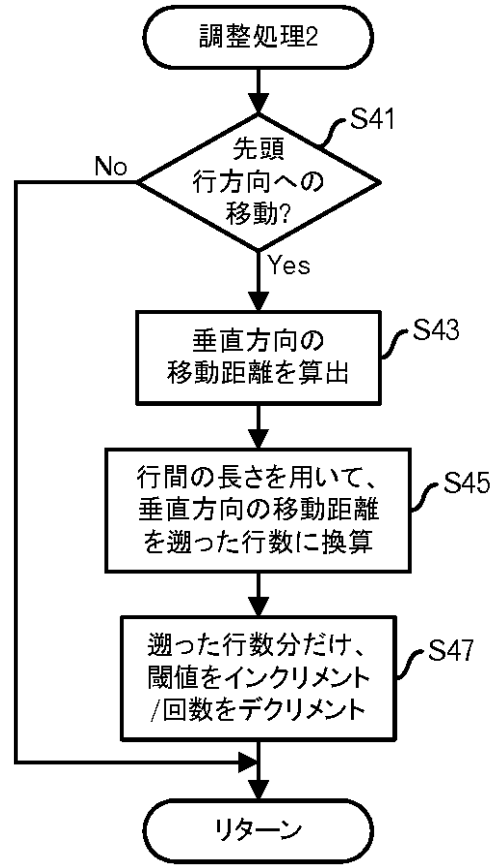 調整処理2
S41
先頭
行方向への
移動?
No
Yes
S43
垂直方向の
移動距離を算出
S45
行間の長さを用いて、
垂直方向の移動距離
を遡った行数に換算
S47
遡った行数分だけ、
閾値をインクリメント
/回数をデクリメント
リターン